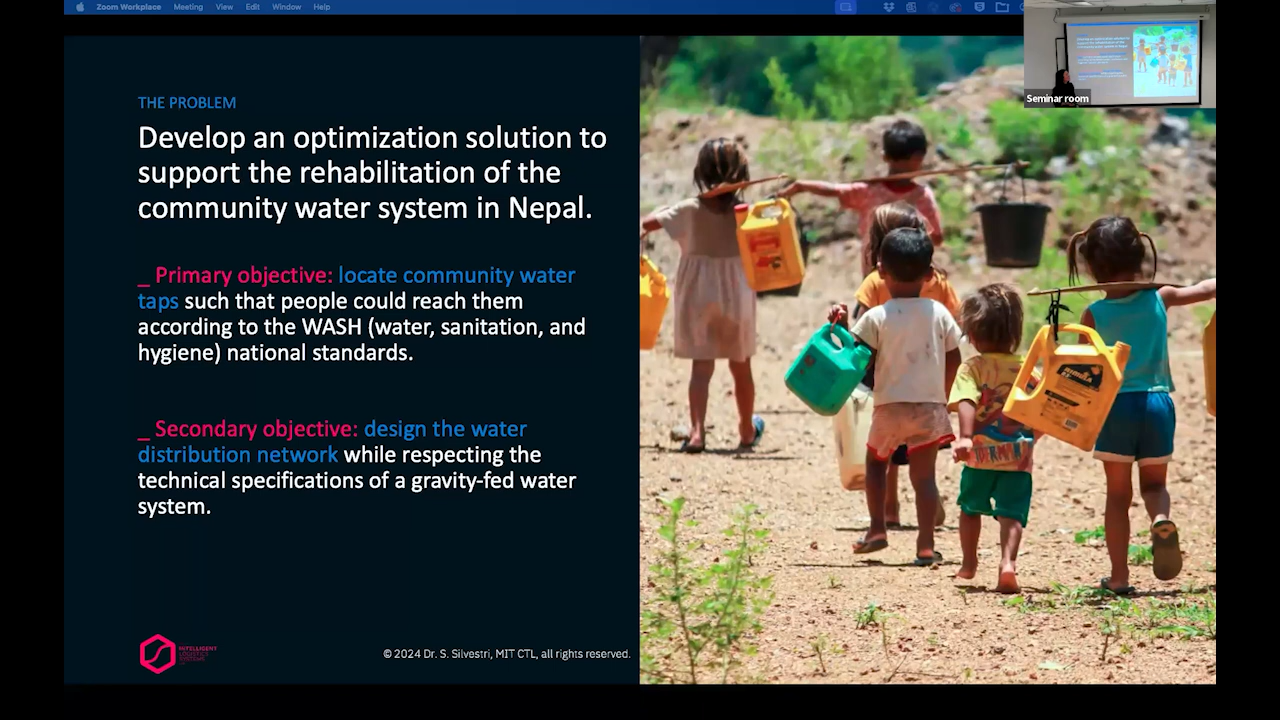 Zoom Workplace Meeting View Edit Window Help
Seminar room
THE PROBLEM
Develop an optimization solution to
support the rehabilitation of the
community water system in Nepal.
_ Primary objective: locate community water
taps such that people could reach them
according to the WASH (water, sanitation, and
hygiene) national standards.
_ Secondary objective: design the water
distribution network while respecting the
technical specifications of a gravity-fed water
system.
INTELLIGENT
LOGISTICS
SYSTEMS
© 2024 Dr. S. Silvestri, MIT CTL, all rights reserved.